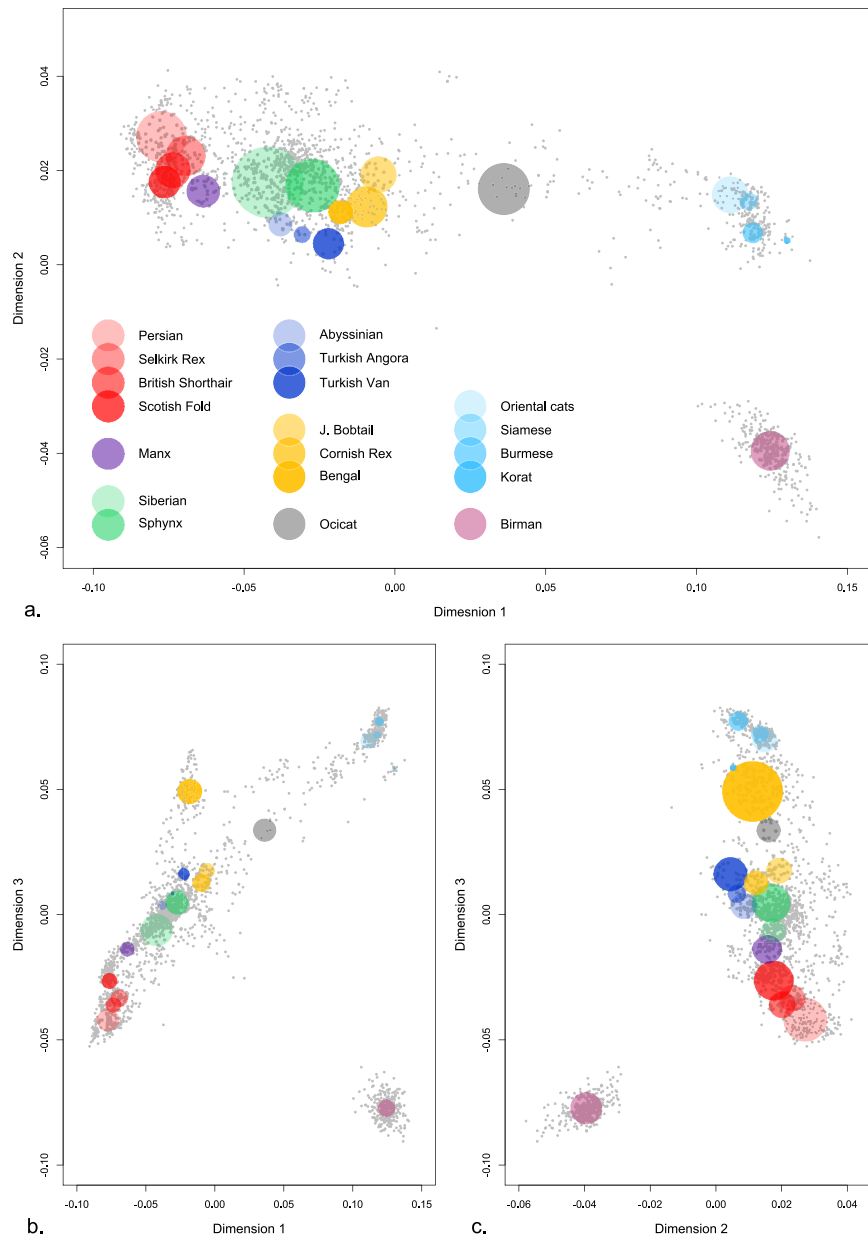 0.04
0.02
0.00
-0.02
-0.04
-0.06
Dimension 2
Persian
Selkirk Rex
British Shorthair
Scotish Fold
Manx
Siberian
Sphynx
Abyssinian
Turkish Angora
Turkish Van
J. Bobtail
Cornish Rex
Bengal
Ocicat
Oriental cats
Siamese
Burmese
Korat
Birman
-0.10 -0.05 0.00 0.05 0.10 0.15
Dimesnion 1
a.
0.10
0.05
0.00
-0.05
-0.10
Dimension 3
-0.10 -0.05 0.00 0.05 0.10 0.15
Dimension 1
b.
0.10
0.05
0.00
-0.05
-0.10
Dimension 3
-0.06 -0.04 -0.02 0.00 0.02 0.04
Dimension 2
c.